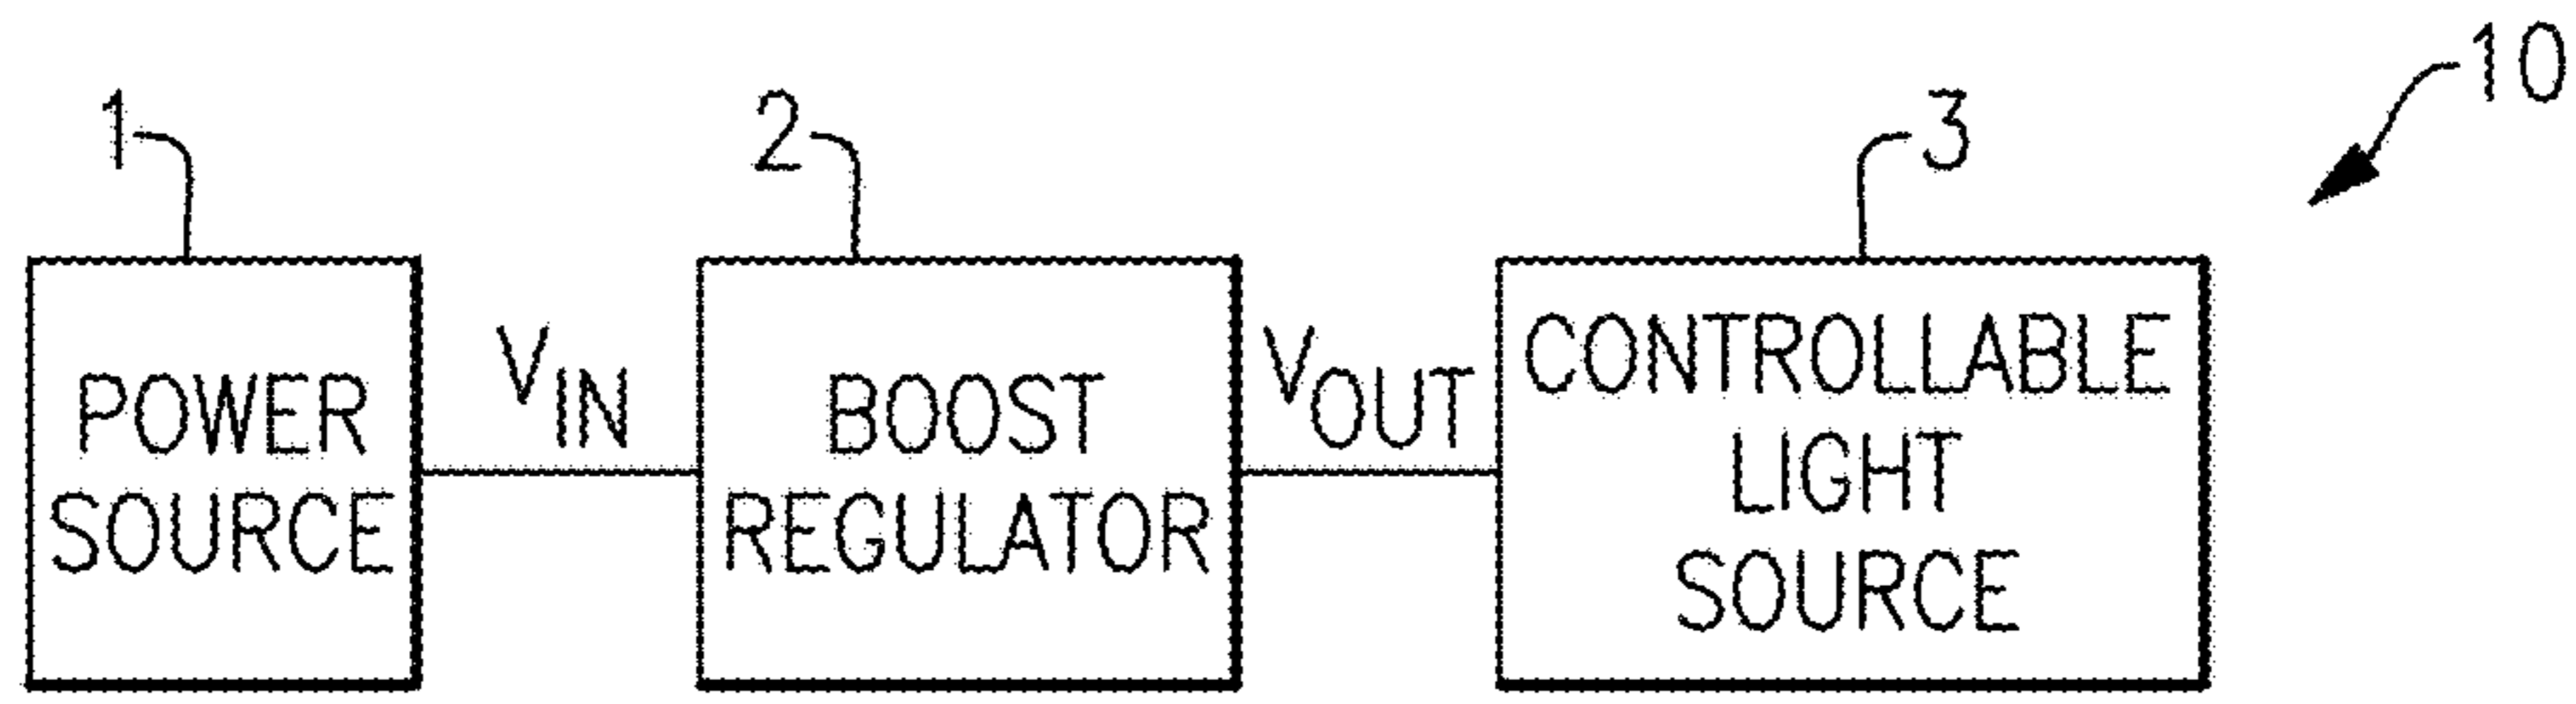 10
1
2
3
POWER
SOURCE
VIN
BOOST
REGULATOR
VOUT
CONTROLLABLE
LIGHT
SOURCE